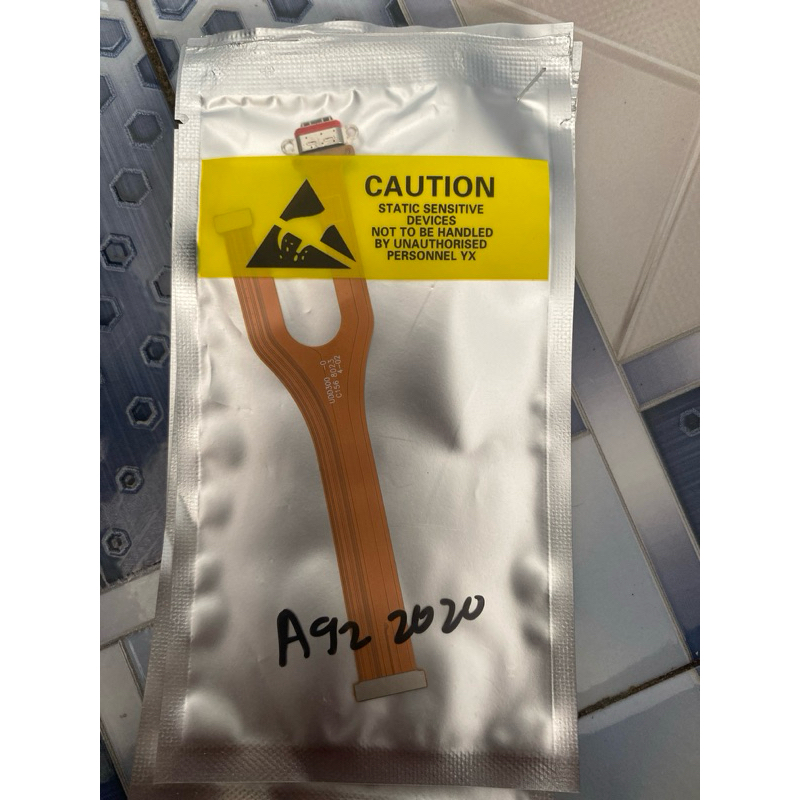 CAUTION
STATIC SENSITIVE
DEVICES
NOT TO BE HANDLED
BY UNAUTHORISED
PERSONNEL YX
A92 2020